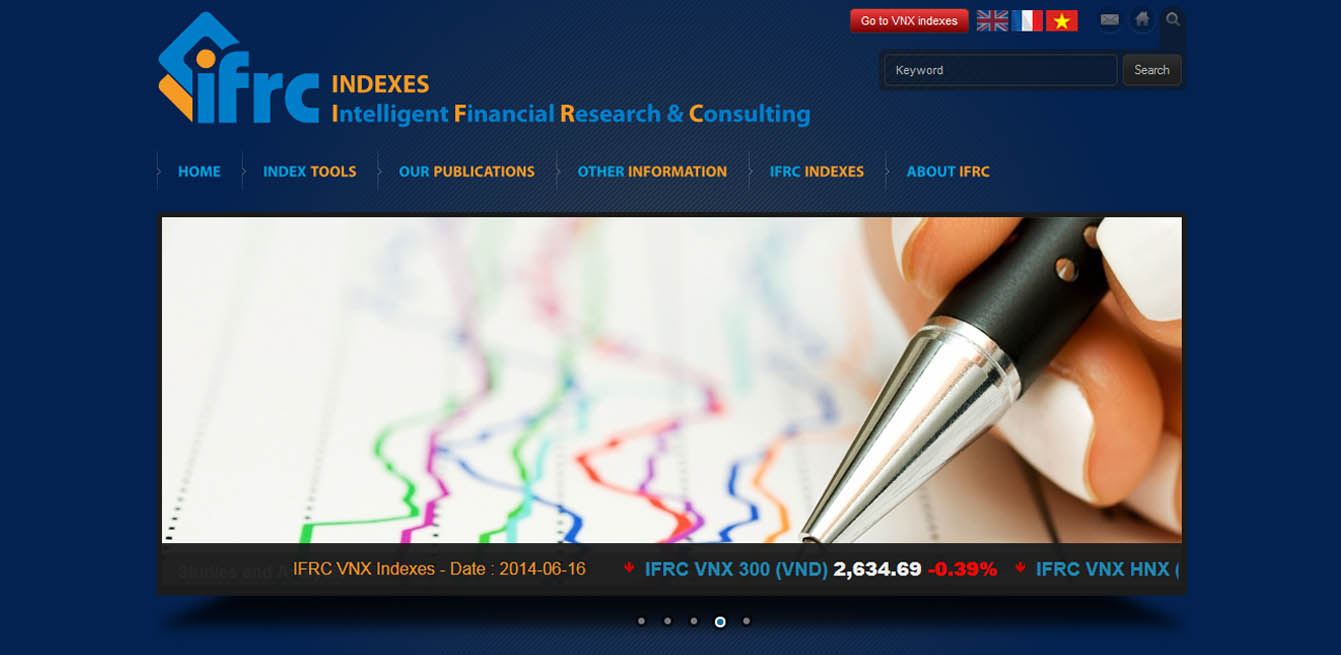 Go to VNX indexes
Keyword
Search
ifrc INDEXES
Intelligent Financial Research & Consulting
HOME
INDEX TOOLS
OUR PUBLICATIONS
OTHER INFORMATION
IFRC INDEXES
ABOUT IFRC
Studies and
IFRC VNX Indexes - Date : 2014-06-16
IFRC VNX 300 (VND) 2,634.69 -0.39%
IFRC VNX HNX (